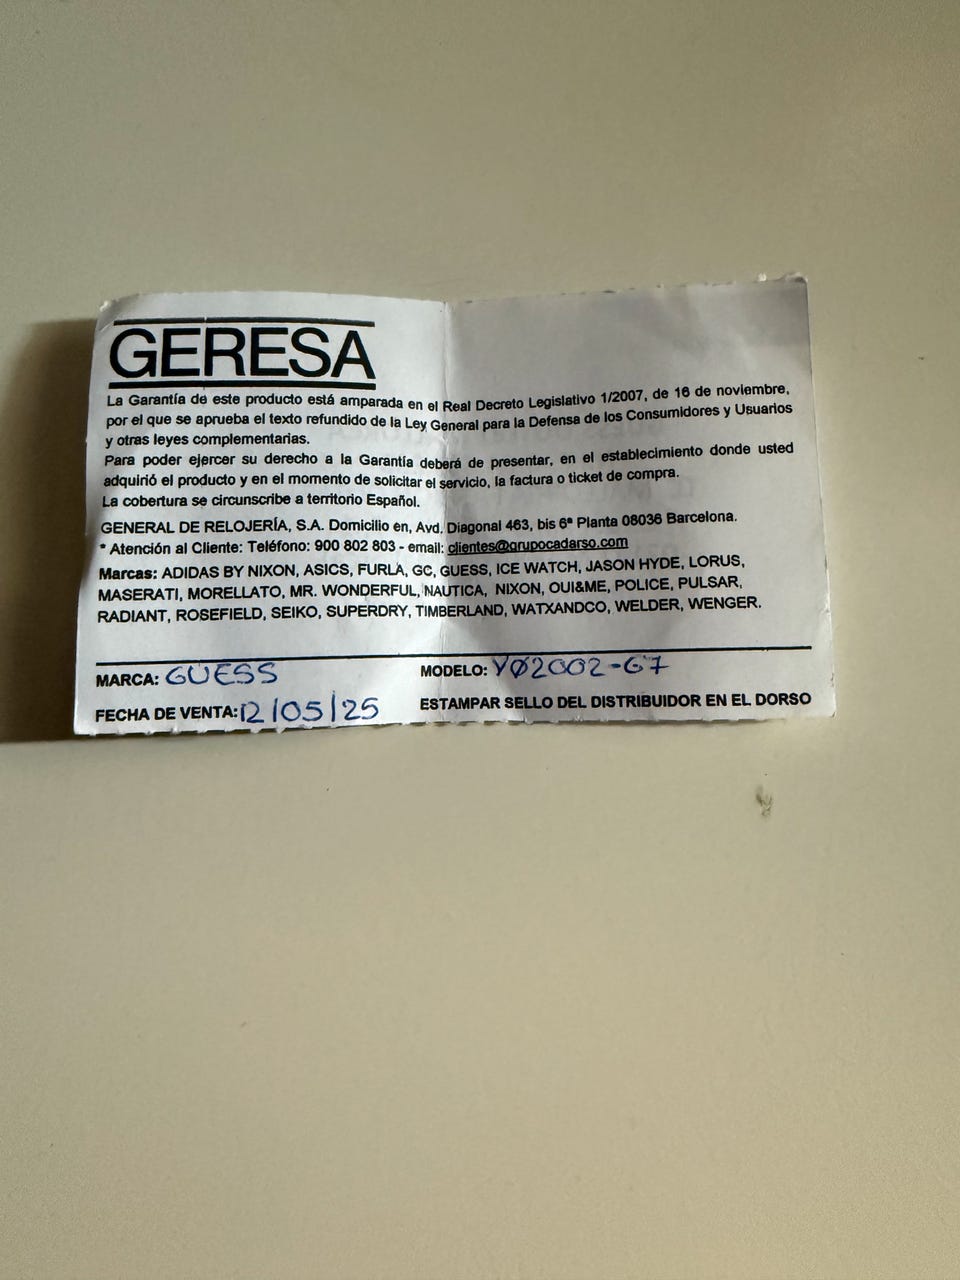 GERESA
La Garantía de este producto está amparada en el Real Decreto Legislativo 1/2007, de 16 de noviembre,
por el que se aprueba el texto refundido de la Ley General para la Defensa de los Consumidores y Usuarios
y otras leyes complementarias.
Para poder ejercer su derecho a la Garantía deberá de presentar, en el establecimiento donde usted
adquirió el producto y en el momento de solicitar el servicio, la factura o ticket de compra.
La cobertura se circunscribe a territorio Español.
GENERAL DE RELOJERÍA, S.A. Domicilio en, Avd. Diagonal 463, bis 6ª Planta 08036 Barcelona.
* Atención al Cliente: Teléfono: 900 802 803 - email: clientes@grupocadarso.com
Marcas: ADIDAS BY NIXON, ASICS, FURLA, GC, GUESS, ICE WATCH, JASON HYDE, LORUS,
MASERATI, MORELLATO, MR. WONDERFUL, NAUTICA, NIXON, OUI&ME, POLICE, PULSAR,
RADIANT, ROSEFIELD, SEIKO, SUPERDRY, TIMBERLAND, WATXANDCO, WELDER, WENGER.
MARCA: GUESS MODELO: VØ2002-G7
FECHA DE VENTA: 12/05/25 ESTAMPAR SELLO DEL DISTRIBUIDOR EN EL DORSO